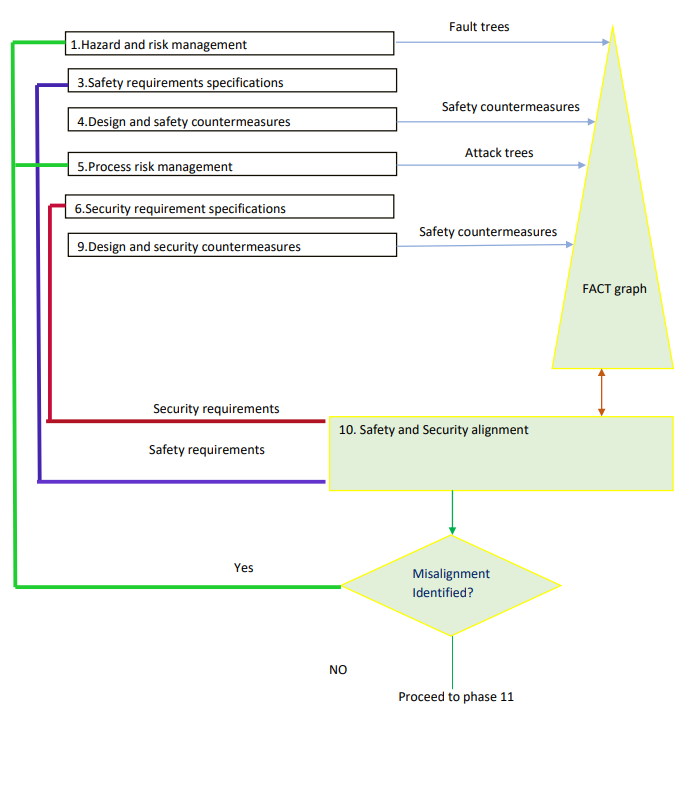 Fault trees
1.Hazard and risk management
3.Safety requirements specifications
Safety countermeasures
4.Design and safety countermeasures
Attack trees
5.Process risk management
6.Security requirement specifications
Safety countermeasures
9.Design and security countermeasures
FACT graph
Security requirements
10. Safety and Security alignment
Safety requirements
Yes
Misalignment
Identified?
NO
Proceed to phase 11